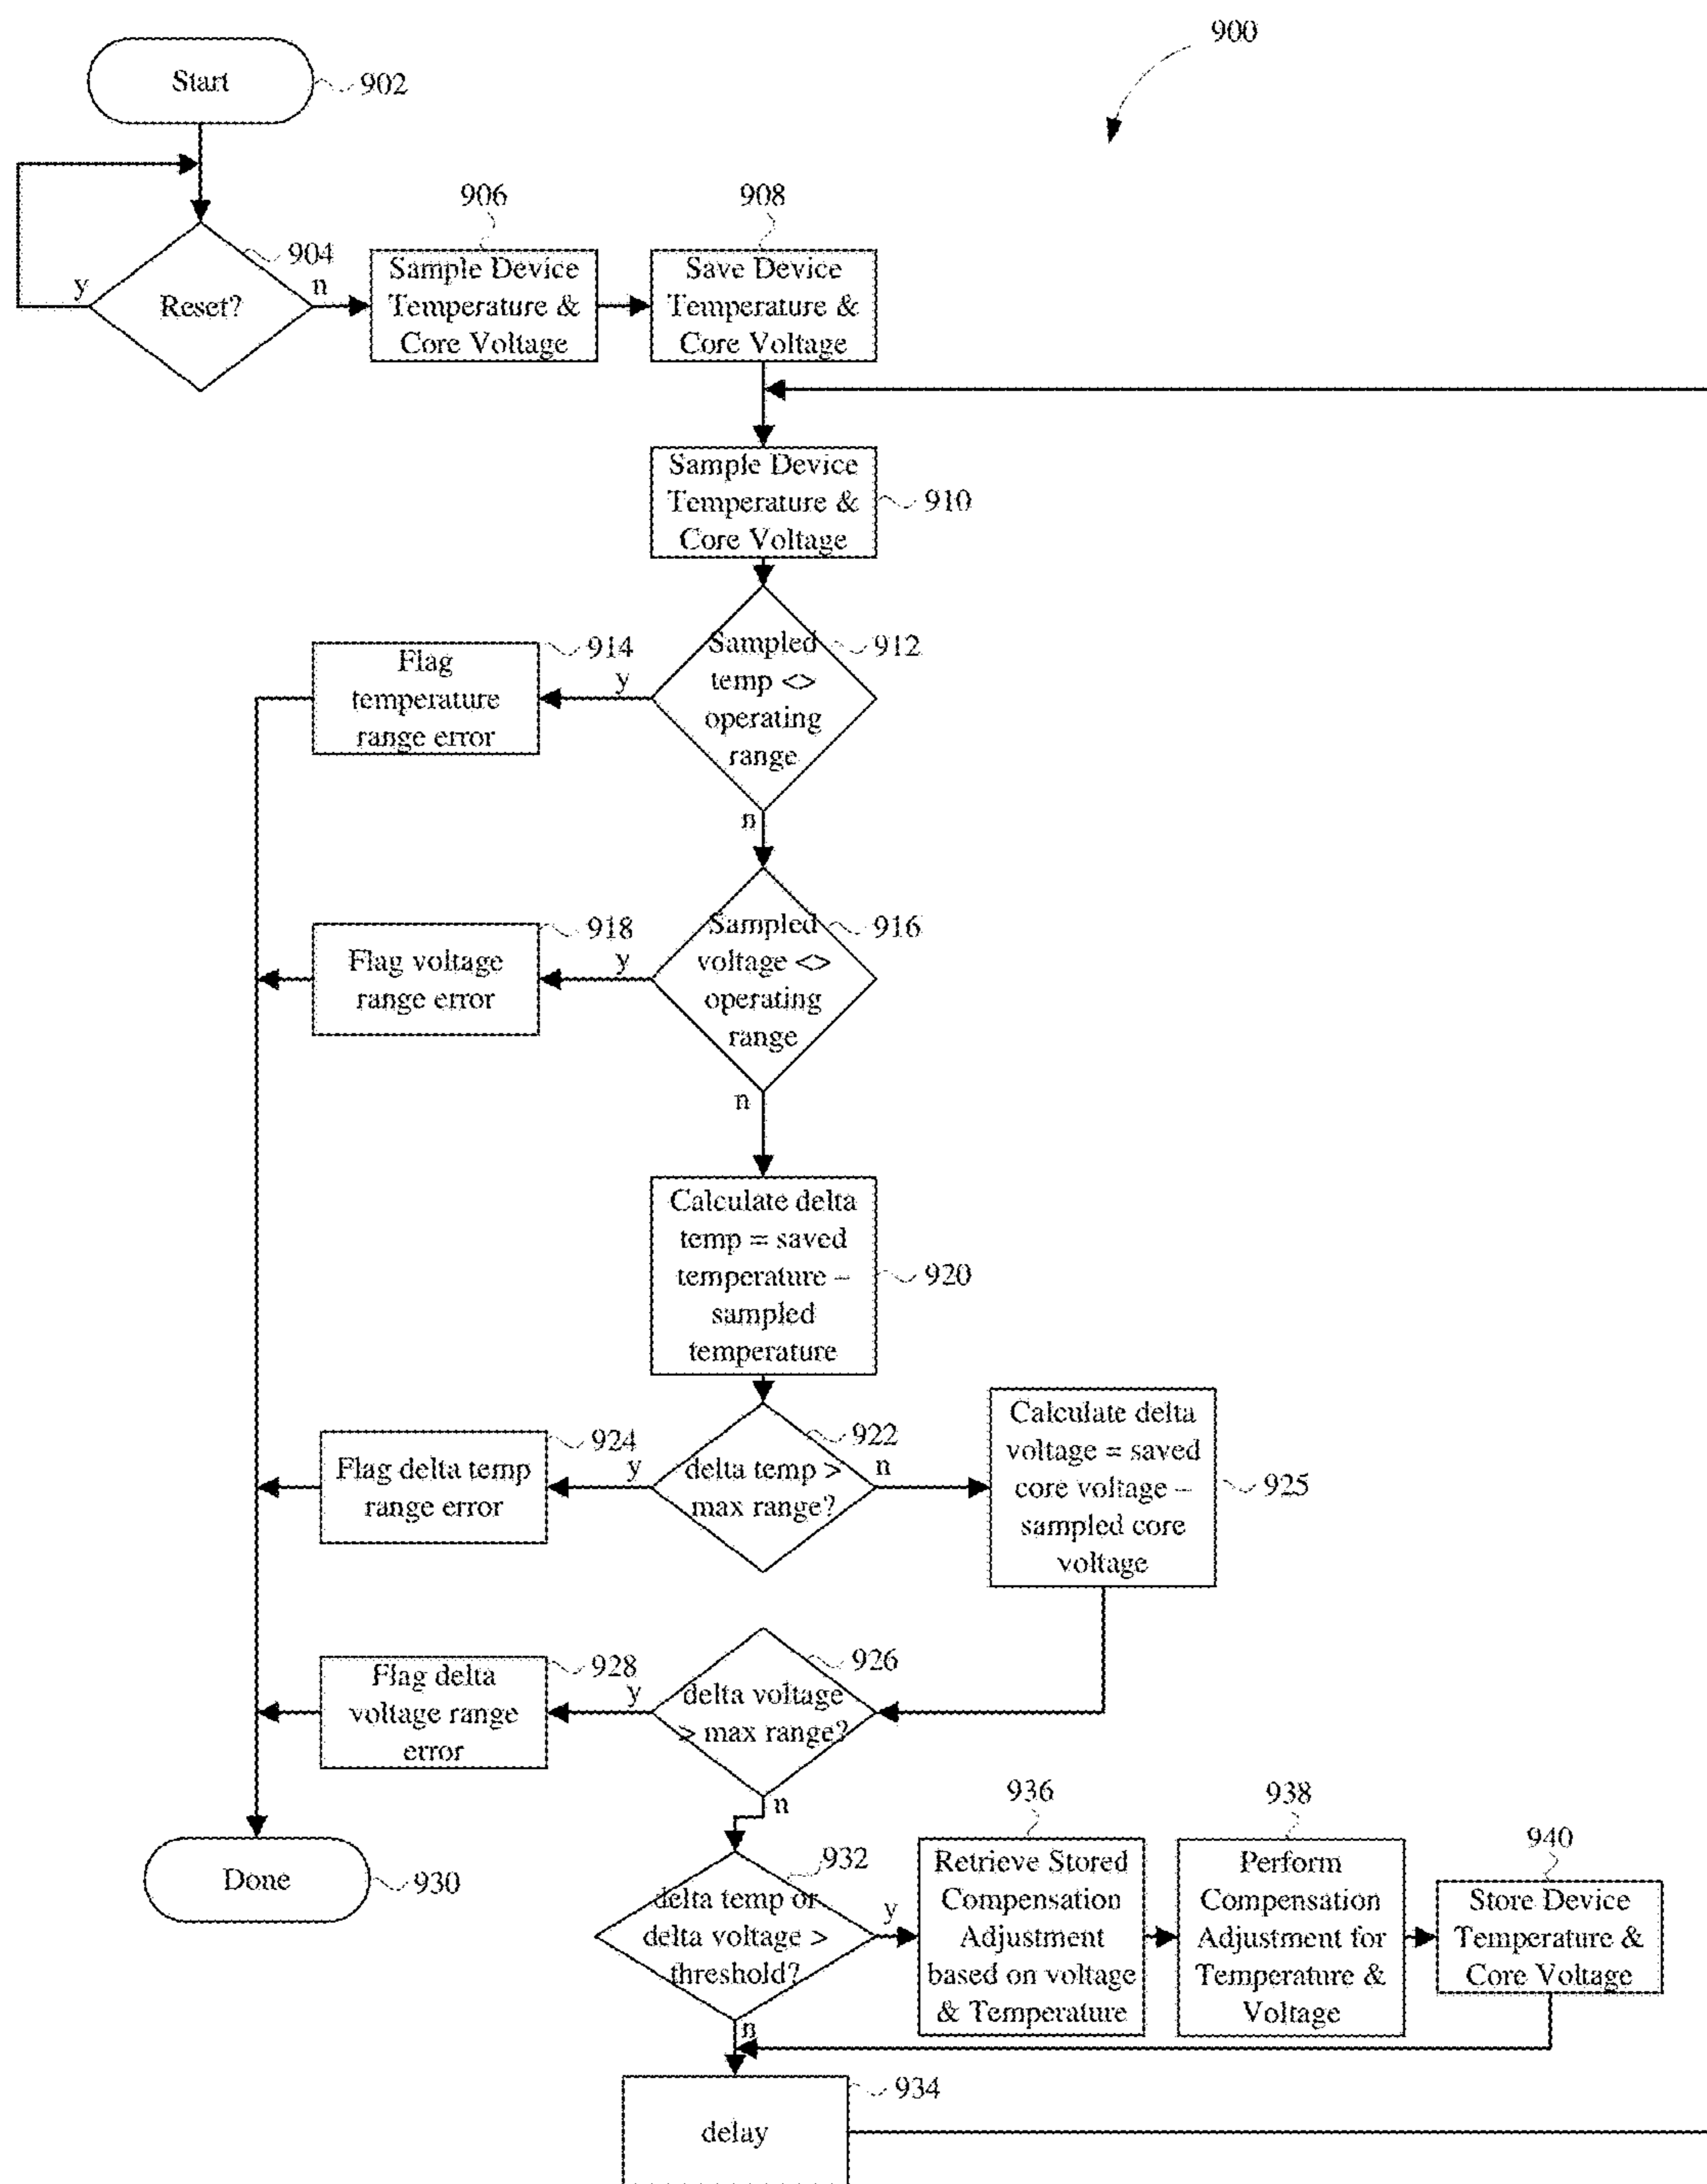 900
Start
902
904
y
n
Reset?
906
Sample Device
Temperature &
Core Voltage
908
Save Device
Temperature &
Core Voltage
Sample Device
Temperature &
Core Voltage
910
Sampled
temp <>
operating
range
912
y
n
914
Flag
temperature
range error
Sampled
voltage <>
operating
range
916
y
n
918
Flag voltage
range error
Calculate delta
temp = saved
temperature –
sampled
temperature
920
922
delta temp >
max range?
y
n
924
Flag delta temp
range error
Calculate delta
voltage = saved
core voltage –
sampled core
voltage
925
926
delta voltage
> max range?
y
n
928
Flag delta
voltage range
error
Done
930
932
delta temp or
delta voltage >
threshold?
y
n
936
Retrieve Stored
Compensation
Adjustment
based on voltage
& Temperature
938
Perform
Compensation
Adjustment for
Temperature &
Voltage
940
Store Device
Temperature &
Core Voltage
934
delay